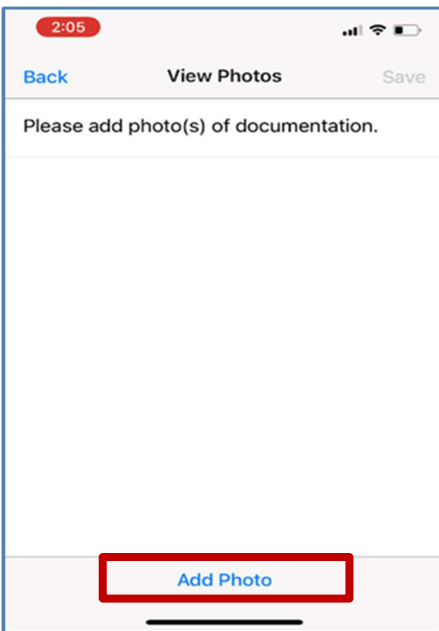 2:05
Back View Photos Save
Please add photo(s) of documentation.
Add Photo